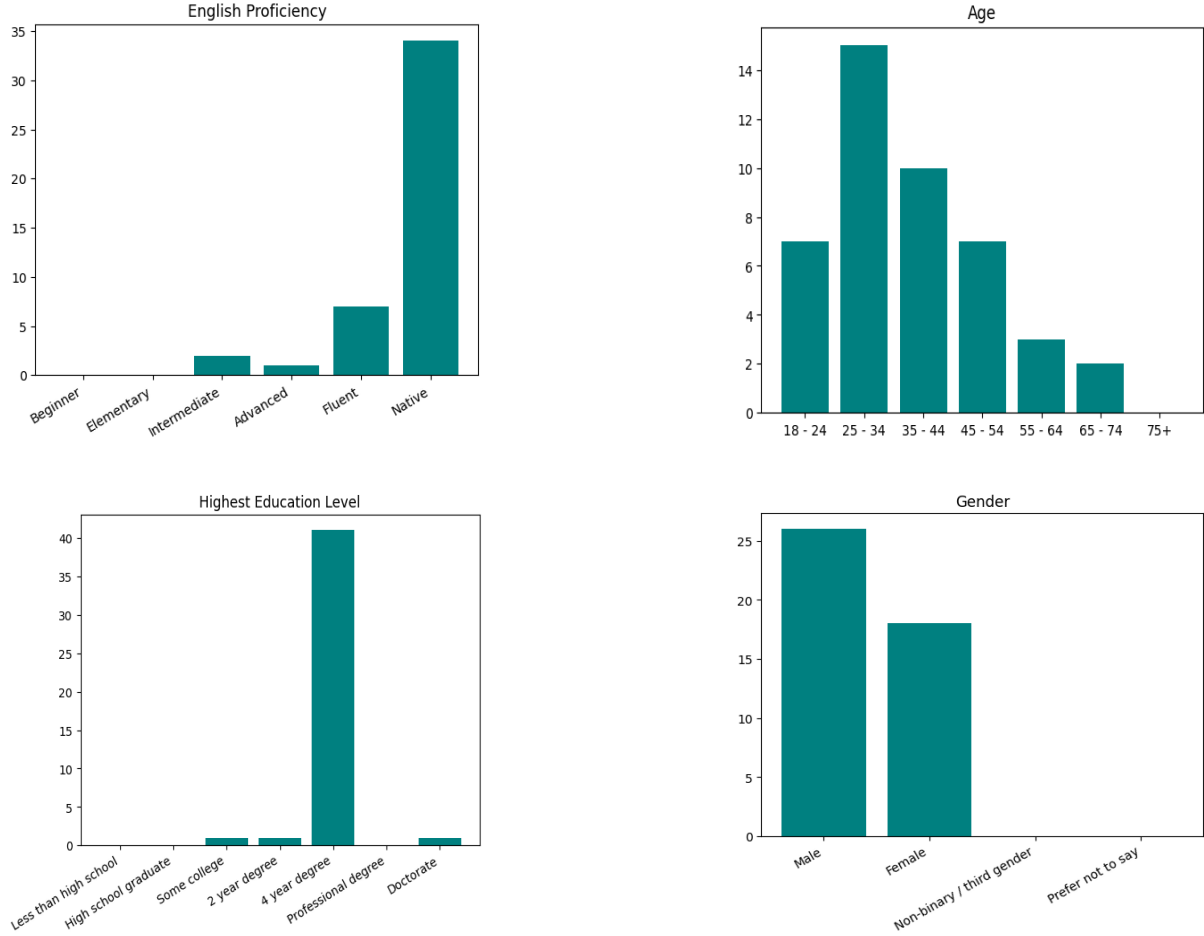 English Proficiency
35
30
25
20
15
10
5
0
Beginner
Elementary
Intermediate
Advanced
Fluent
Native
Age
14
12
10
8
6
4
2
0
18 - 24
25 - 34
35 - 44
45 - 54
55 - 64
65 - 74
75+
Highest Education Level
40
35
30
25
20
15
10
5
0
Less than high school
High school graduate
Some college
2 year degree
4 year degree
Professional degree
Doctorate
Gender
25
20
15
10
5
0
Male
Female
Non-binary / third gender
Prefer not to say